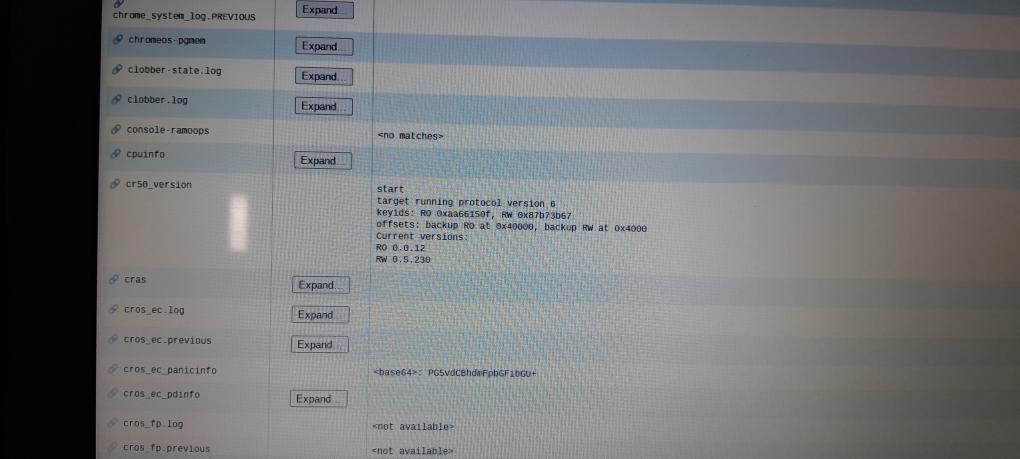 chrome_system_log.PREVIOUS
Expand...
chromeos-pgmem
Expand...
clobber-state.log
Expand...
clobber.log
Expand...
console-ramoops
<no matches>
cpuinfo
Expand...
cr50_version
start
target running protocol version 6
keyids: RO 0xaa66150f, RW 0x87b73b67
offsets: backup RO at 0x40000, backup RW at 0x4000
Current versions:
RO 0.0.12
RW 0.5.230
cras
Expand...
cros_ec.log
Expand...
cros_ec.previous
Expand...
cros_ec_panicinfo
<base64>: PG5vdCBhdmFpbGFibGU+
cros_ec_pdinfo
Expand...
cros_fp.log
<not available>
cros_fp.previous
<not available>